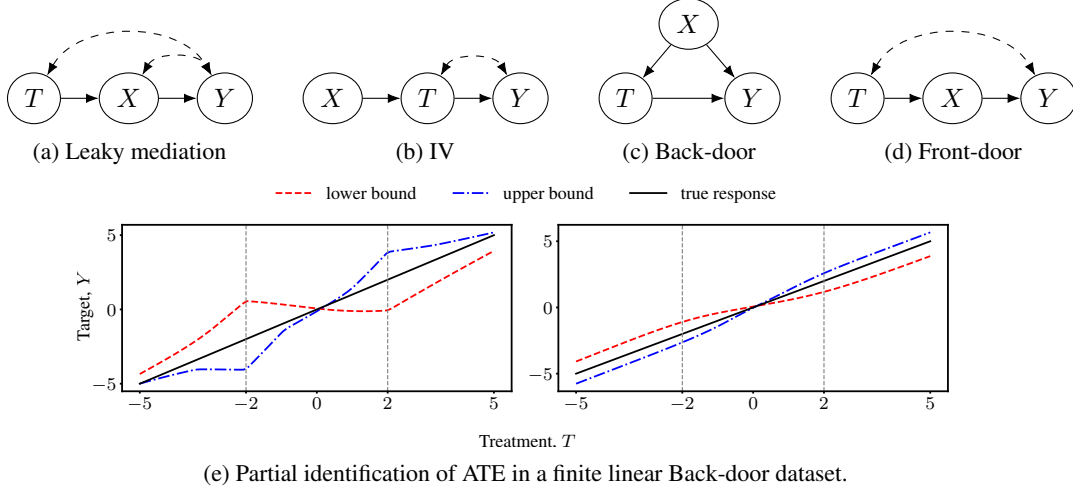 T X Y
X T Y
X
T Y
T X Y
(a) Leaky mediation
(b) IV
(c) Back-door
(d) Front-door
lower bound
upper bound
true response
Target, Y
5
0
−5
−5 −2 0 2 5
5
0
−5
−5 −2 0 2 5
Treatment, T
(e) Partial identification of ATE in a finite linear Back-door dataset.